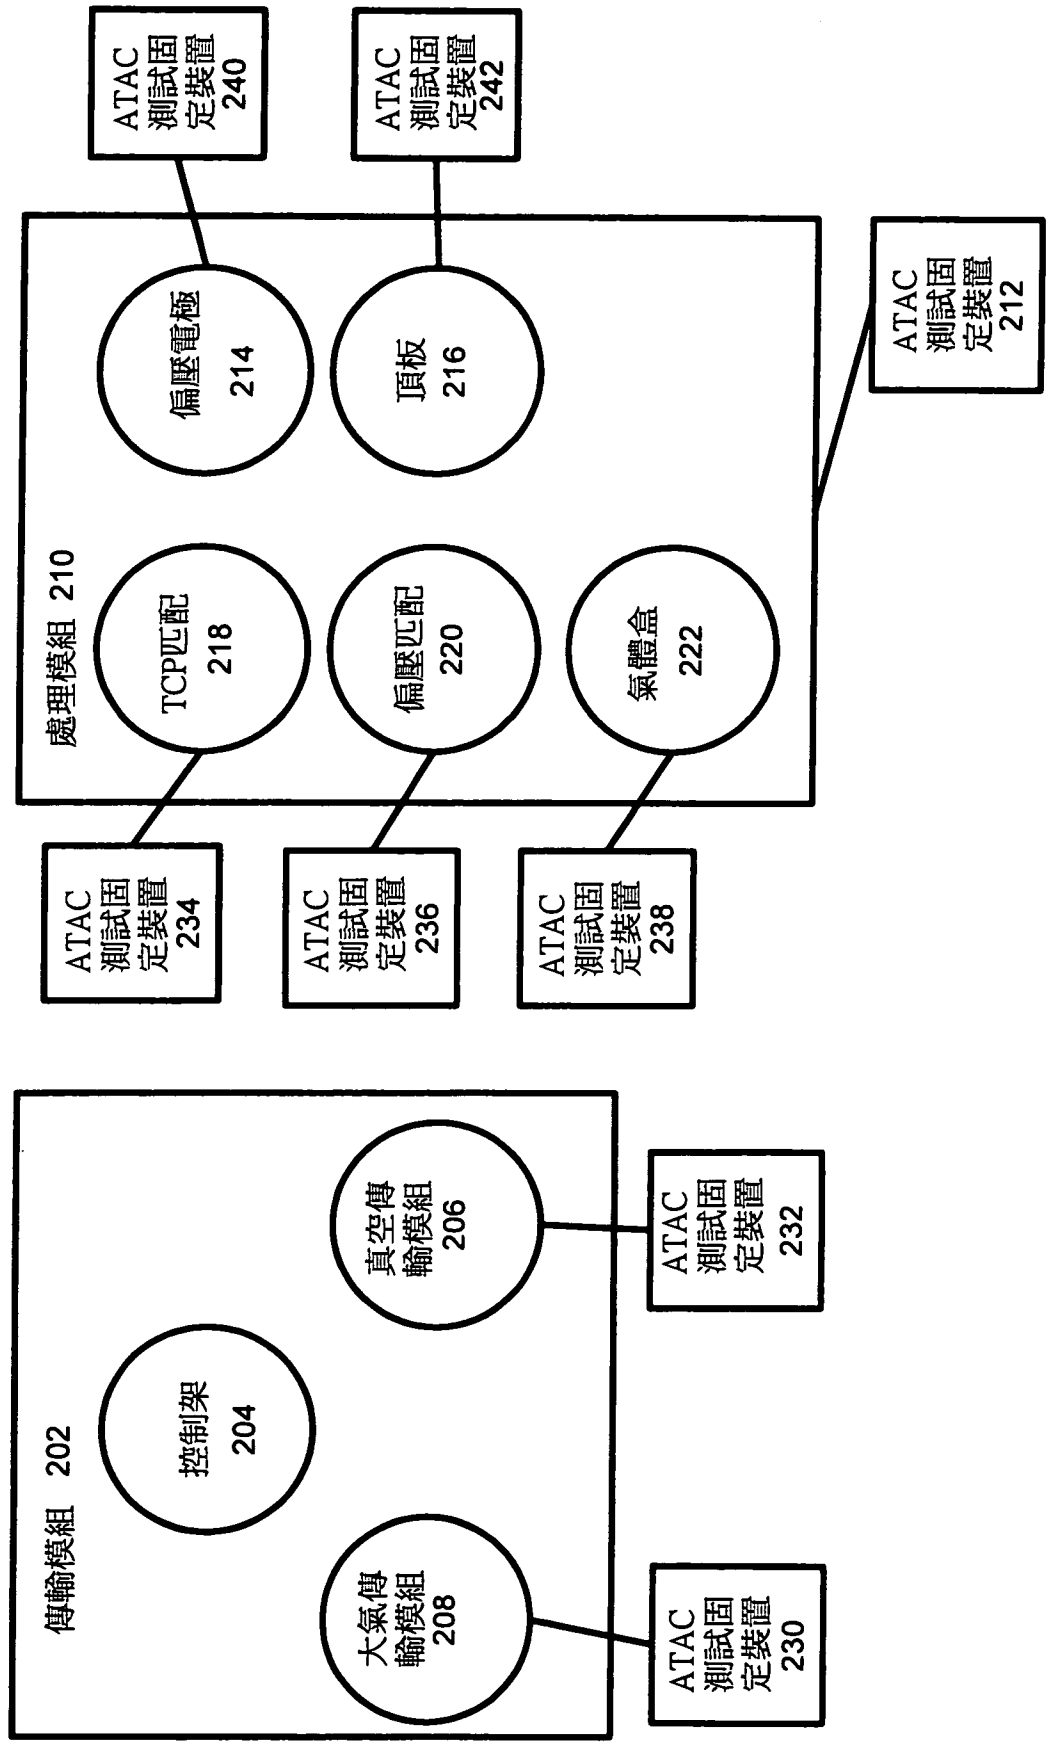 傳輸模組 202
控制架
204
大氣傳
輸模組
208
真空傳
輸模組
206
ATAC
測試固
定裝置
230
ATAC
測試固
定裝置
232
處理模組 210
TCP匹配
218
偏壓電極
214
偏壓匹配
220
頂板
216
氣體盒
222
ATAC
測試固
定裝置
234
ATAC
測試固
定裝置
236
ATAC
測試固
定裝置
238
ATAC
測試固
定裝置
240
ATAC
測試固
定裝置
242
ATAC
測試固
定裝置
212